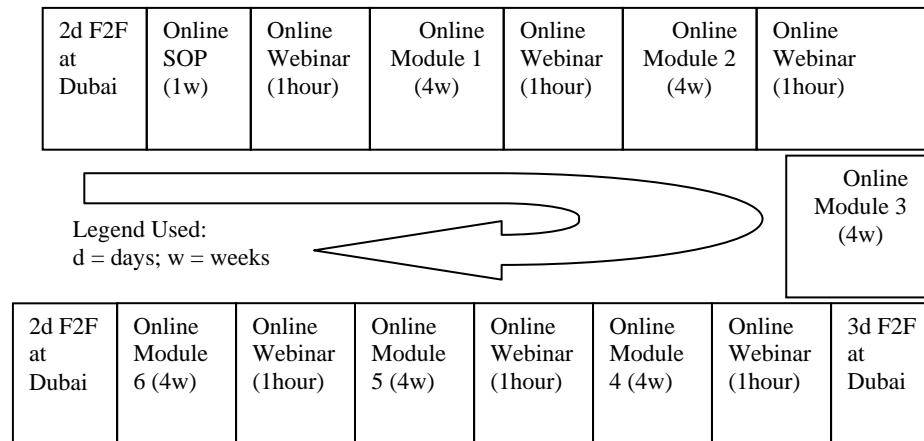 2d F2F
at
Dubai
Online
SOP
(1w)
Online
Webinar
(1hour)
Online
Module 1
(4w)
Online
Webinar
(1hour)
Online
Module 2
(4w)
Online
Webinar
(1hour)
Online
Module 3
(4w)
Legend Used:
d = days; w = weeks
2d F2F
at
Dubai
Online
Module
6 (4w)
Online
Webinar
(1hour)
Online
Module
5 (4w)
Online
Webinar
(1hour)
Online
Module
4 (4w)
Online
Webinar
(1hour)
3d F2F
at
Dubai